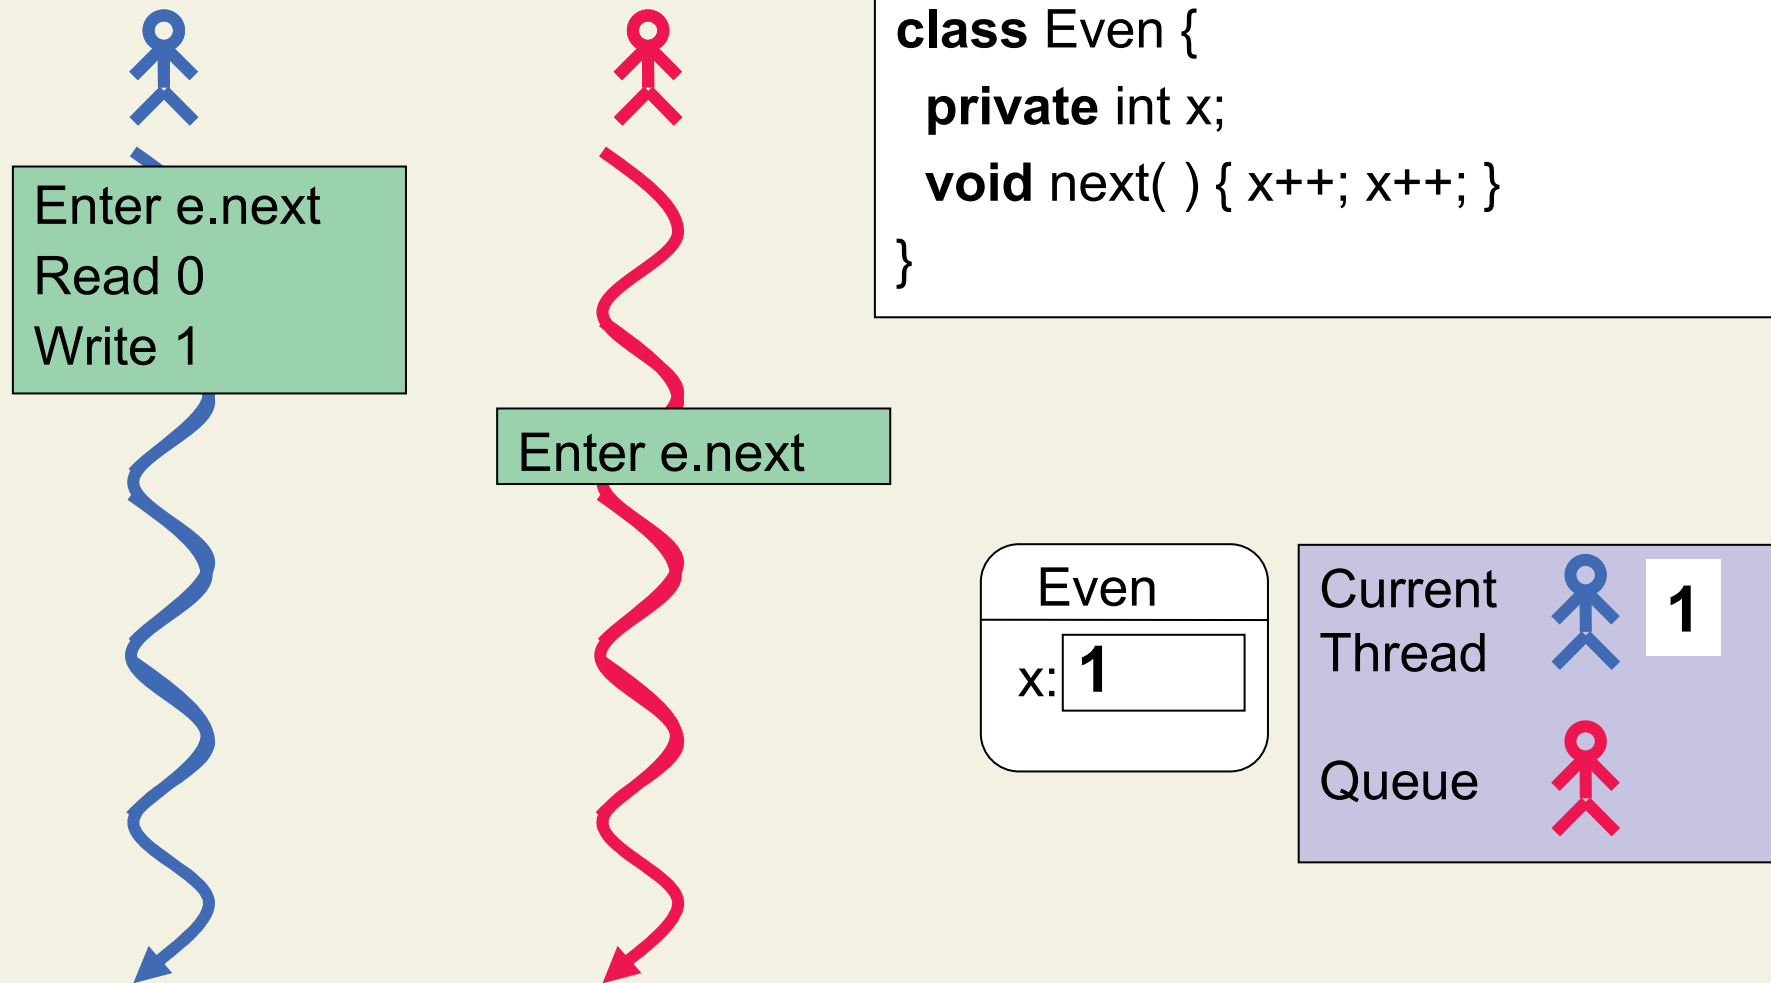 class Even {
private int x;
void next( ) { x++; x++; }
}
Enter e.next
Read 0
Write 1
Enter e.next
Even
x: 1
Current
Thread
1
Queue